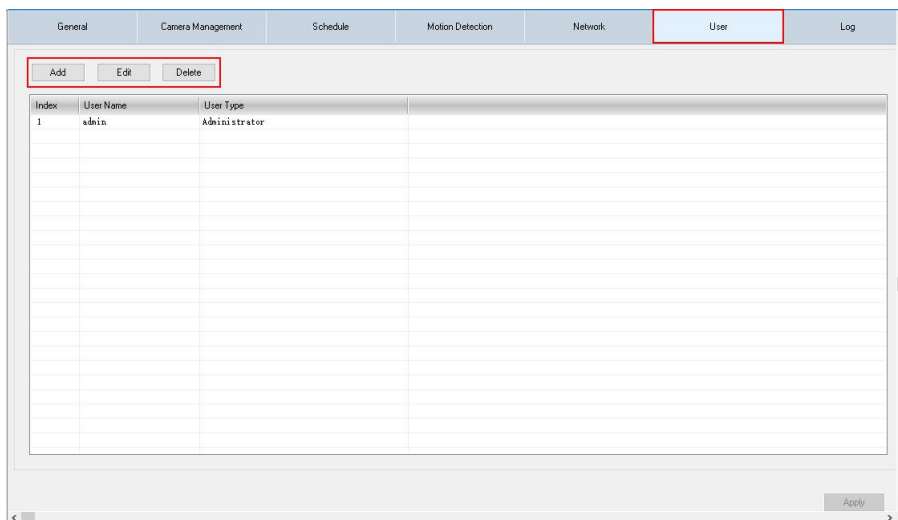 General Camera Management Schedule Motion Detection Network User Log
Add Edit Delete
Index User Name User Type
1 admin Administrator
Apply